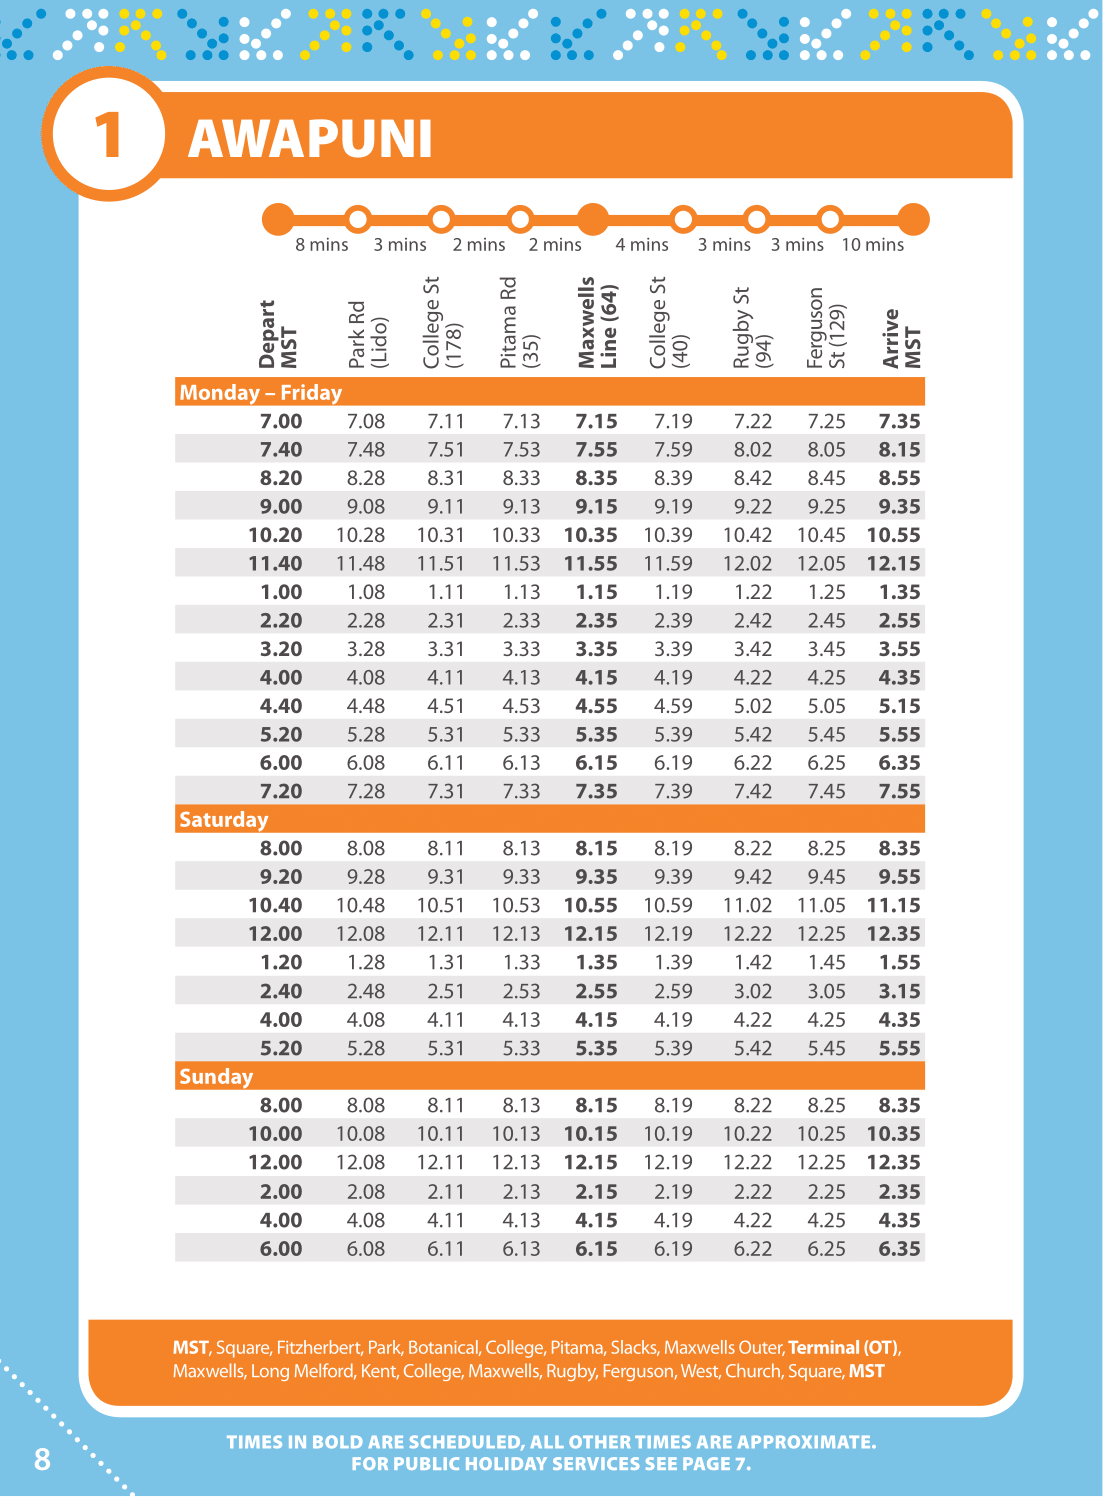 1 AWAPUNI
8 mins 3 mins 2 mins 2 mins 4 mins 3 mins 3 mins 10 mins
Depart MST
Park Rd (Lido)
College St (178)
Pitama Rd (35)
Maxwells Line (64)
College St (40)
Rugby St (94)
Ferguson St (129)
Arrive MST
Monday – Friday
7.00 7.08 7.11 7.13 7.15 7.19 7.22 7.25 7.35
7.40 7.48 7.51 7.53 7.55 7.59 8.02 8.05 8.15
8.20 8.28 8.31 8.33 8.35 8.39 8.42 8.45 8.55
9.00 9.08 9.11 9.13 9.15 9.19 9.22 9.25 9.35
10.20 10.28 10.31 10.33 10.35 10.39 10.42 10.45 10.55
11.40 11.48 11.51 11.53 11.55 11.59 12.02 12.05 12.15
1.00 1.08 1.11 1.13 1.15 1.19 1.22 1.25 1.35
2.20 2.28 2.31 2.33 2.35 2.39 2.42 2.45 2.55
3.20 3.28 3.31 3.33 3.35 3.39 3.42 3.45 3.55
4.00 4.08 4.11 4.13 4.15 4.19 4.22 4.25 4.35
4.40 4.48 4.51 4.53 4.55 4.59 5.02 5.05 5.15
5.20 5.28 5.31 5.33 5.35 5.39 5.42 5.45 5.55
6.00 6.08 6.11 6.13 6.15 6.19 6.22 6.25 6.35
7.20 7.28 7.31 7.33 7.35 7.39 7.42 7.45 7.55
Saturday
8.00 8.08 8.11 8.13 8.15 8.19 8.22 8.25 8.35
9.20 9.28 9.31 9.33 9.35 9.39 9.42 9.45 9.55
10.40 10.48 10.51 10.53 10.55 10.59 11.02 11.05 11.15
12.00 12.08 12.11 12.13 12.15 12.19 12.22 12.25 12.35
1.20 1.28 1.31 1.33 1.35 1.39 1.42 1.45 1.55
2.40 2.48 2.51 2.53 2.55 2.59 3.02 3.05 3.15
4.00 4.08 4.11 4.13 4.15 4.19 4.22 4.25 4.35
5.20 5.28 5.31 5.33 5.35 5.39 5.42 5.45 5.55
Sunday
8.00 8.08 8.11 8.13 8.15 8.19 8.22 8.25 8.35
10.00 10.08 10.11 10.13 10.15 10.19 10.22 10.25 10.35
12.00 12.08 12.11 12.13 12.15 12.19 12.22 12.25 12.35
2.00 2.08 2.11 2.13 2.15 2.19 2.22 2.25 2.35
4.00 4.08 4.11 4.13 4.15 4.19 4.22 4.25 4.35
6.00 6.08 6.11 6.13 6.15 6.19 6.22 6.25 6.35
MST, Square, Fitzherbert, Park, Botanical, College, Pitama, Slacks, Maxwells Outer, Terminal (OT),
Maxwells, Long Melford, Kent, College, Maxwells, Rugby, Ferguson, West, Church, Square, MST
TIMES IN BOLD ARE SCHEDULED, ALL OTHER TIMES ARE APPROXIMATE.
FOR PUBLIC HOLIDAY SERVICES SEE PAGE 7.
8